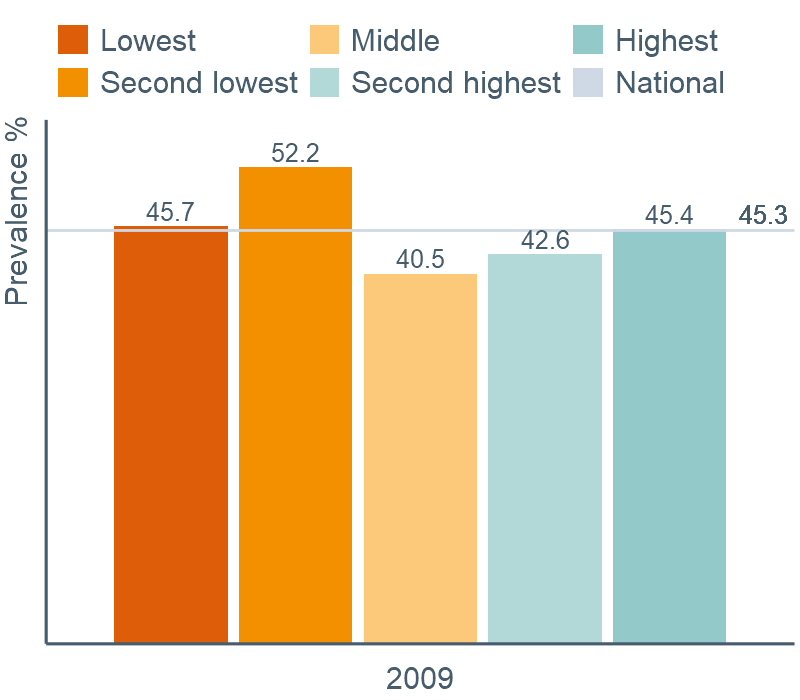 Lowest
Middle
Highest
Second lowest
Second highest
National
Prevalence %
45.7
52.2
40.5
42.6
45.4
45.3
2009